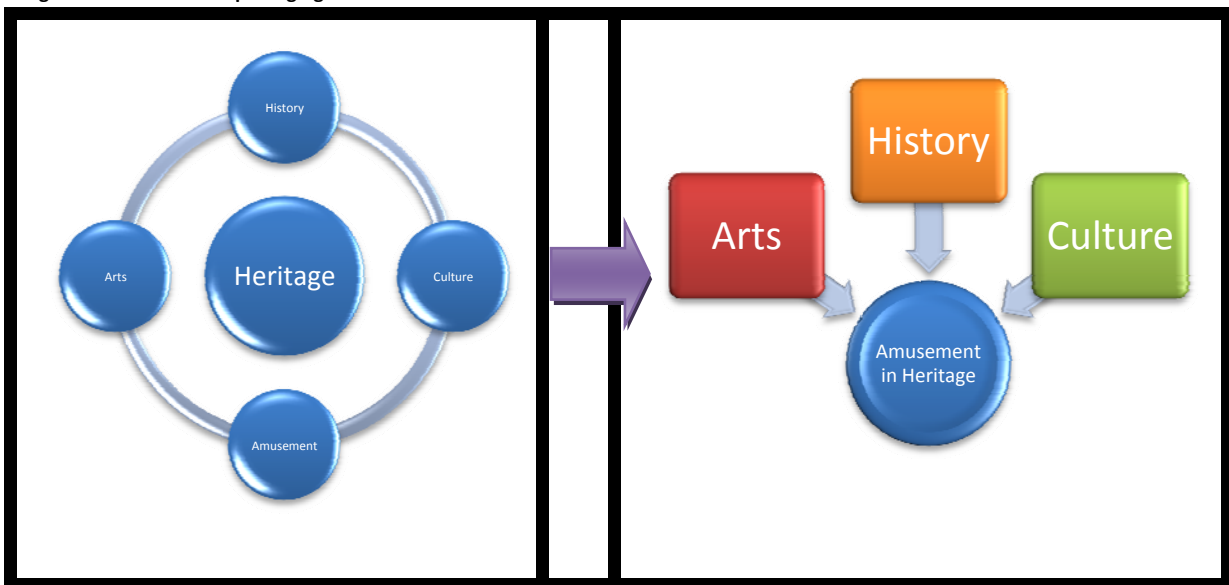 History
Arts
Heritage
Culture
Amusement
History
Arts
Culture
Amusement
in Heritage